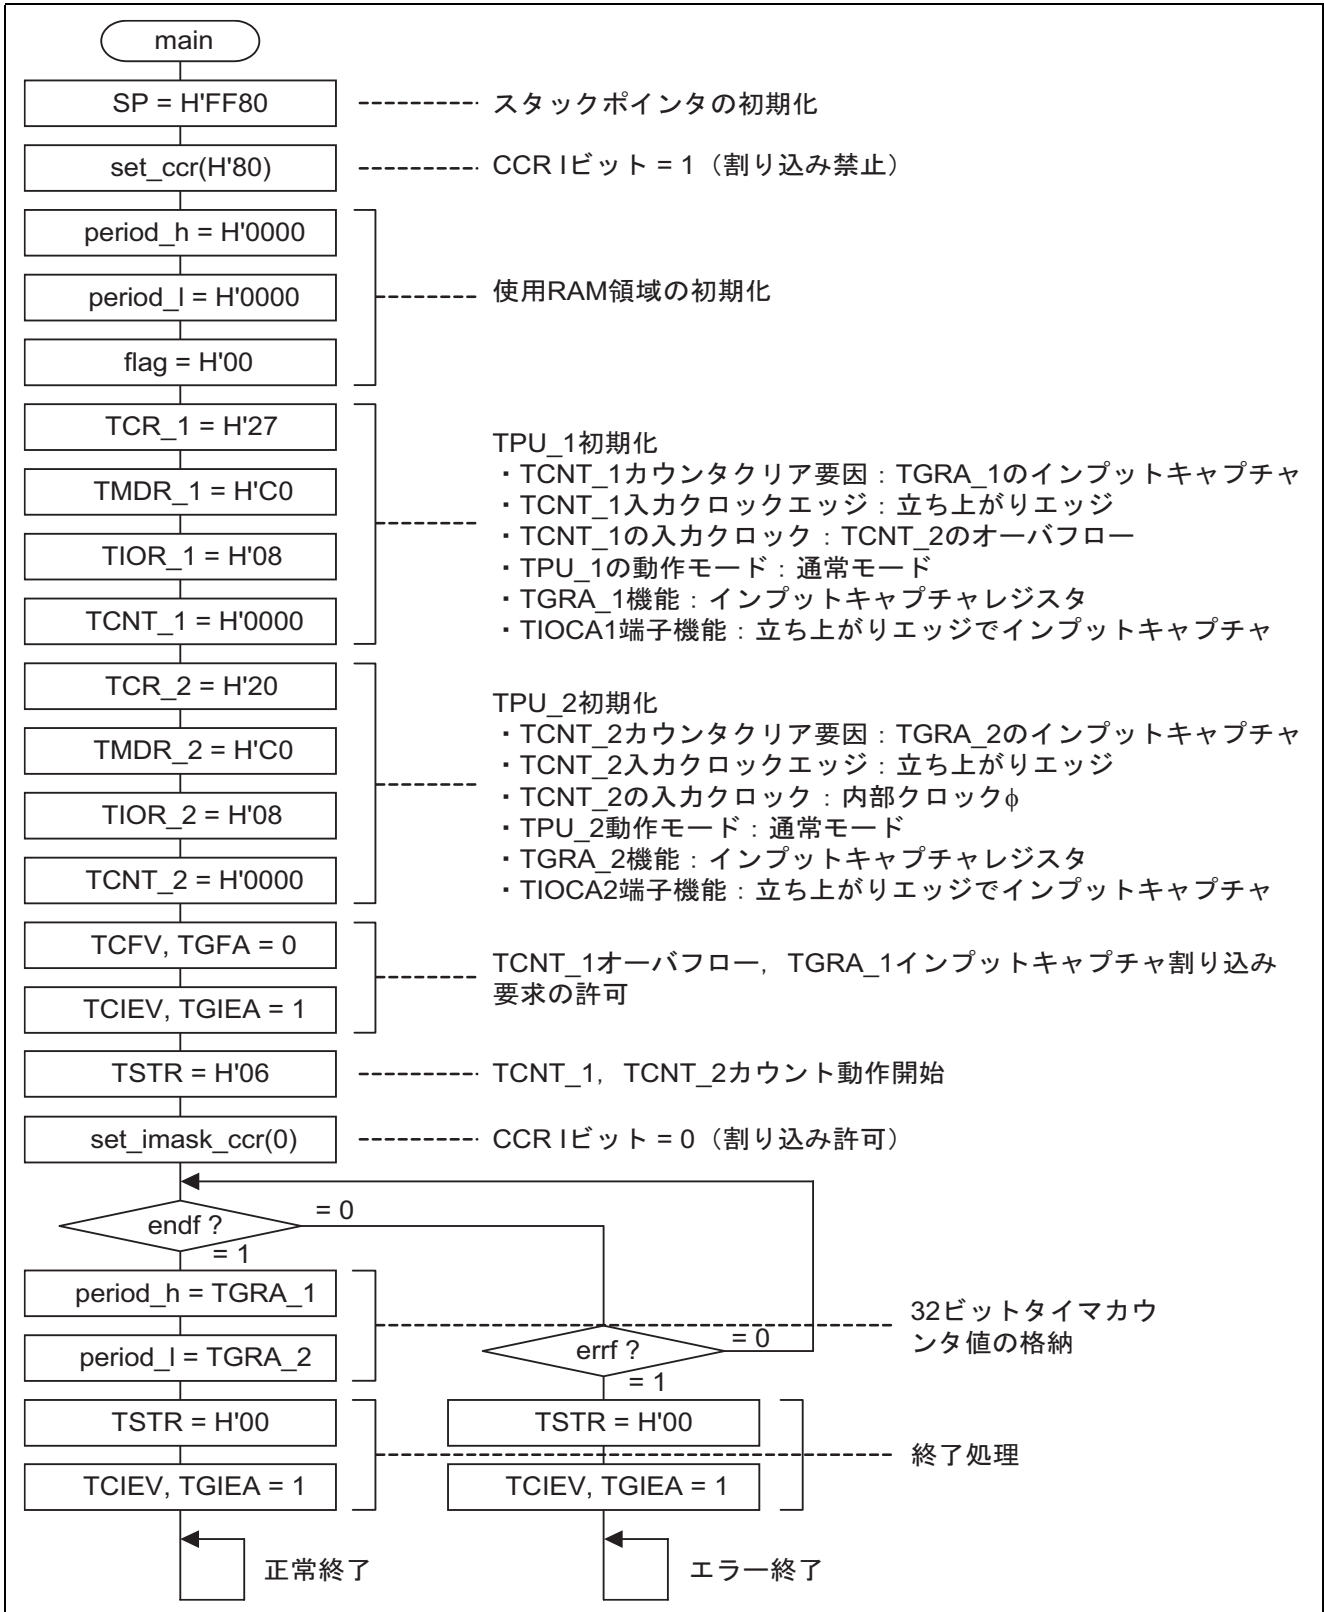 main
SP = H'FF80
スタックポインタの初期化
set_ccr(H'80)
CCR Iビット = 1（割り込み禁止）
period_h = H'0000
period_l = H'0000
flag = H'00
使用RAM領域の初期化
TCR_1 = H'27
TMDR_1 = H'C0
TIOR_1 = H'08
TCNT_1 = H'0000
TPU_1初期化
・TCNT_1カウンタクリア要因：TGRA_1のインプットキャプチャ
・TCNT_1入力クロックエッジ：立ち上がりエッジ
・TCNT_1の入力クロック：TCNT_2のオーバフロー
・TPU_1の動作モード：通常モード
・TGRA_1機能：インプットキャプチャレジスタ
・TIOCA1端子機能：立ち上がりエッジでインプットキャプチャ
TCR_2 = H'20
TMDR_2 = H'C0
TIOR_2 = H'08
TCNT_2 = H'0000
TPU_2初期化
・TCNT_2カウンタクリア要因：TGRA_2のインプットキャプチャ
・TCNT_2入力クロックエッジ：立ち上がりエッジ
・TCNT_2の入力クロック：内部クロックϕ
・TPU_2動作モード：通常モード
・TGRA_2機能：インプットキャプチャレジスタ
・TIOCA2端子機能：立ち上がりエッジでインプットキャプチャ
TCFV, TGFA = 0
TCIEV, TGIEA = 1
TCNT_1オーバフロー，TGRA_1インプットキャプチャ割り込み
要求の許可
TSTR = H'06
TCNT_1，TCNT_2カウント動作開始
set_imask_ccr(0)
CCR Iビット = 0（割り込み許可）
endf ?
= 0
= 1
period_h = TGRA_1
period_l = TGRA_2
errf ?
= 0
= 1
32ビットタイマカウ
ンタ値の格納
TSTR = H'00
TCIEV, TGIEA = 1
TSTR = H'00
TCIEV, TGIEA = 1
終了処理
正常終了
エラー終了